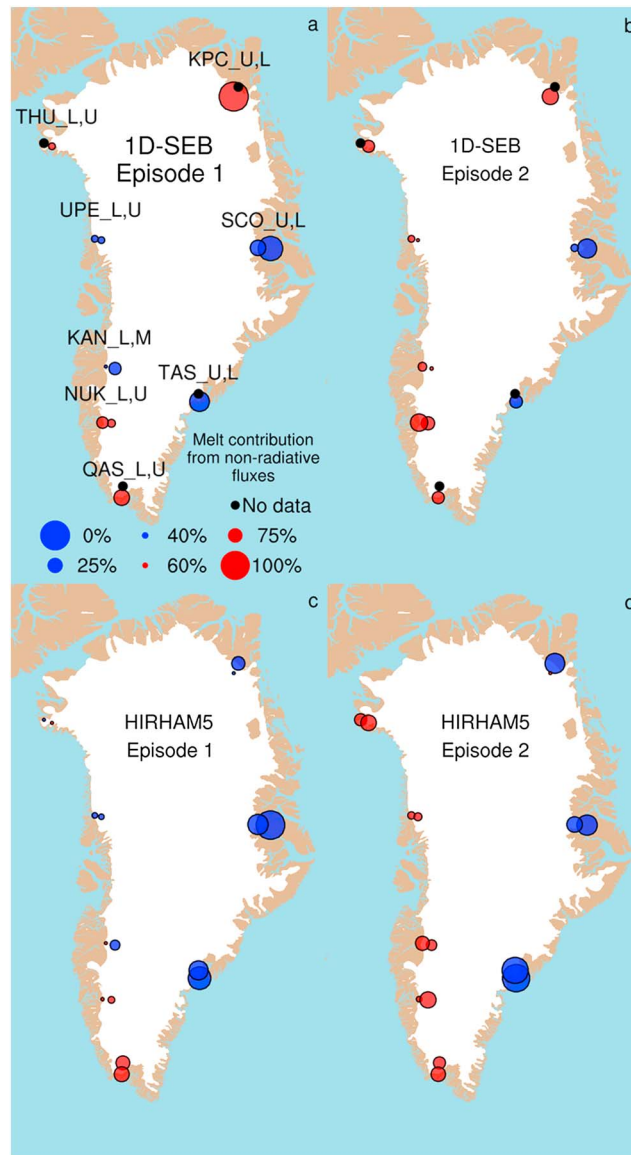 a
b
KPC_U,L
THU_L,U
1D-SEB
Episode 1
1D-SEB
Episode 2
UPE_L,U
SCO_U,L
KAN_L,M
TAS_U,L
NUK_L,U
Melt contribution
from non-radiative
fluxes
QAS_L,U
No data
0%
40%
75%
25%
60%
100%
c
HIRHAM5
Episode 1
HIRHAM5
Episode 2